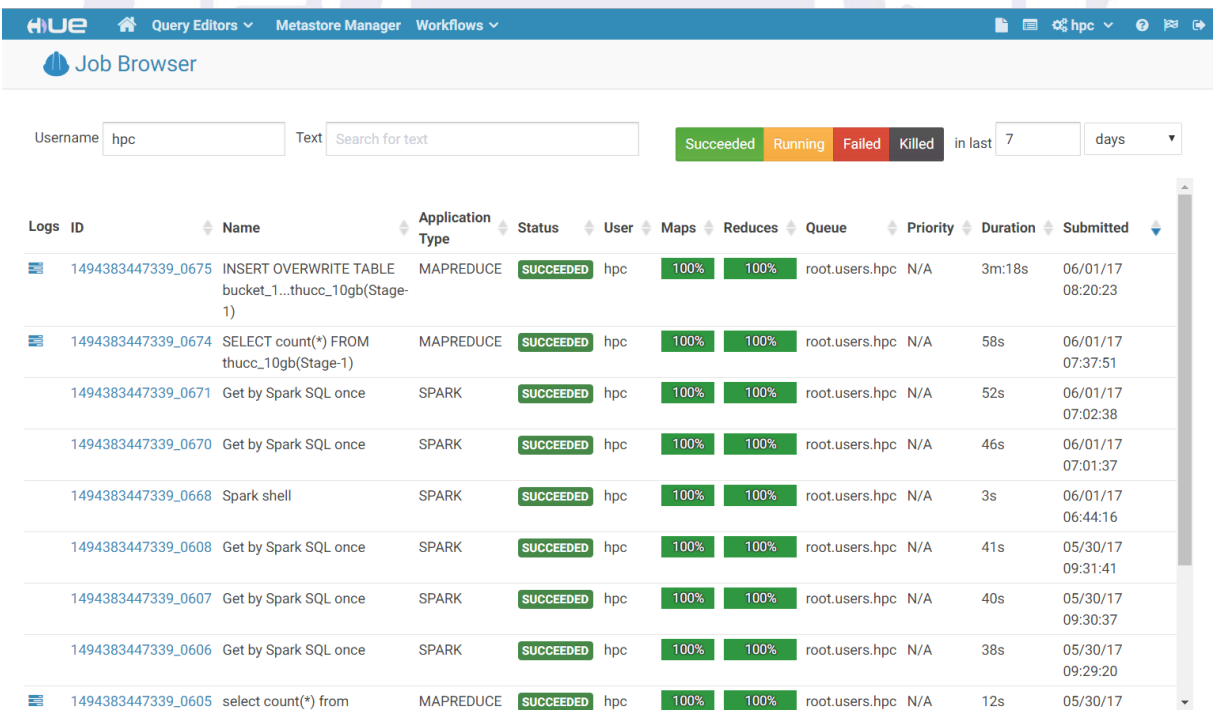 HUE Query Editors Metastore Manager Workflows hpc
Job Browser
Username hpc Text Search for text Succeeded Running Failed Killed in last 7 days
Logs ID Name Application Type Status User Maps Reduces Queue Priority Duration Submitted
1494383447339_0675 INSERT OVERWRITE TABLE MAPREDUCE SUCCEEDED hpc 100% 100% root.users.hpc N/A 3m:18s 06/01/17
bucket_1...thucc_10gb(Stage- 08:20:23
1)
1494383447339_0674 SELECT count(*) FROM MAPREDUCE SUCCEEDED hpc 100% 100% root.users.hpc N/A 58s 06/01/17
thucc_10gb(Stage-1) 07:37:51
1494383447339_0671 Get by Spark SQL once SPARK SUCCEEDED hpc 100% 100% root.users.hpc N/A 52s 06/01/17
07:02:38
1494383447339_0670 Get by Spark SQL once SPARK SUCCEEDED hpc 100% 100% root.users.hpc N/A 46s 06/01/17
07:01:37
1494383447339_0668 Spark shell SPARK SUCCEEDED hpc 100% 100% root.users.hpc N/A 3s 06/01/17
06:44:16
1494383447339_0608 Get by Spark SQL once SPARK SUCCEEDED hpc 100% 100% root.users.hpc N/A 41s 05/30/17
09:31:41
1494383447339_0607 Get by Spark SQL once SPARK SUCCEEDED hpc 100% 100% root.users.hpc N/A 40s 05/30/17
09:30:37
1494383447339_0606 Get by Spark SQL once SPARK SUCCEEDED hpc 100% 100% root.users.hpc N/A 38s 05/30/17
09:29:20
1494383447339_0605 select count(*) from MAPREDUCE SUCCEEDED hpc 100% 100% root.users.hpc N/A 12s 05/30/17